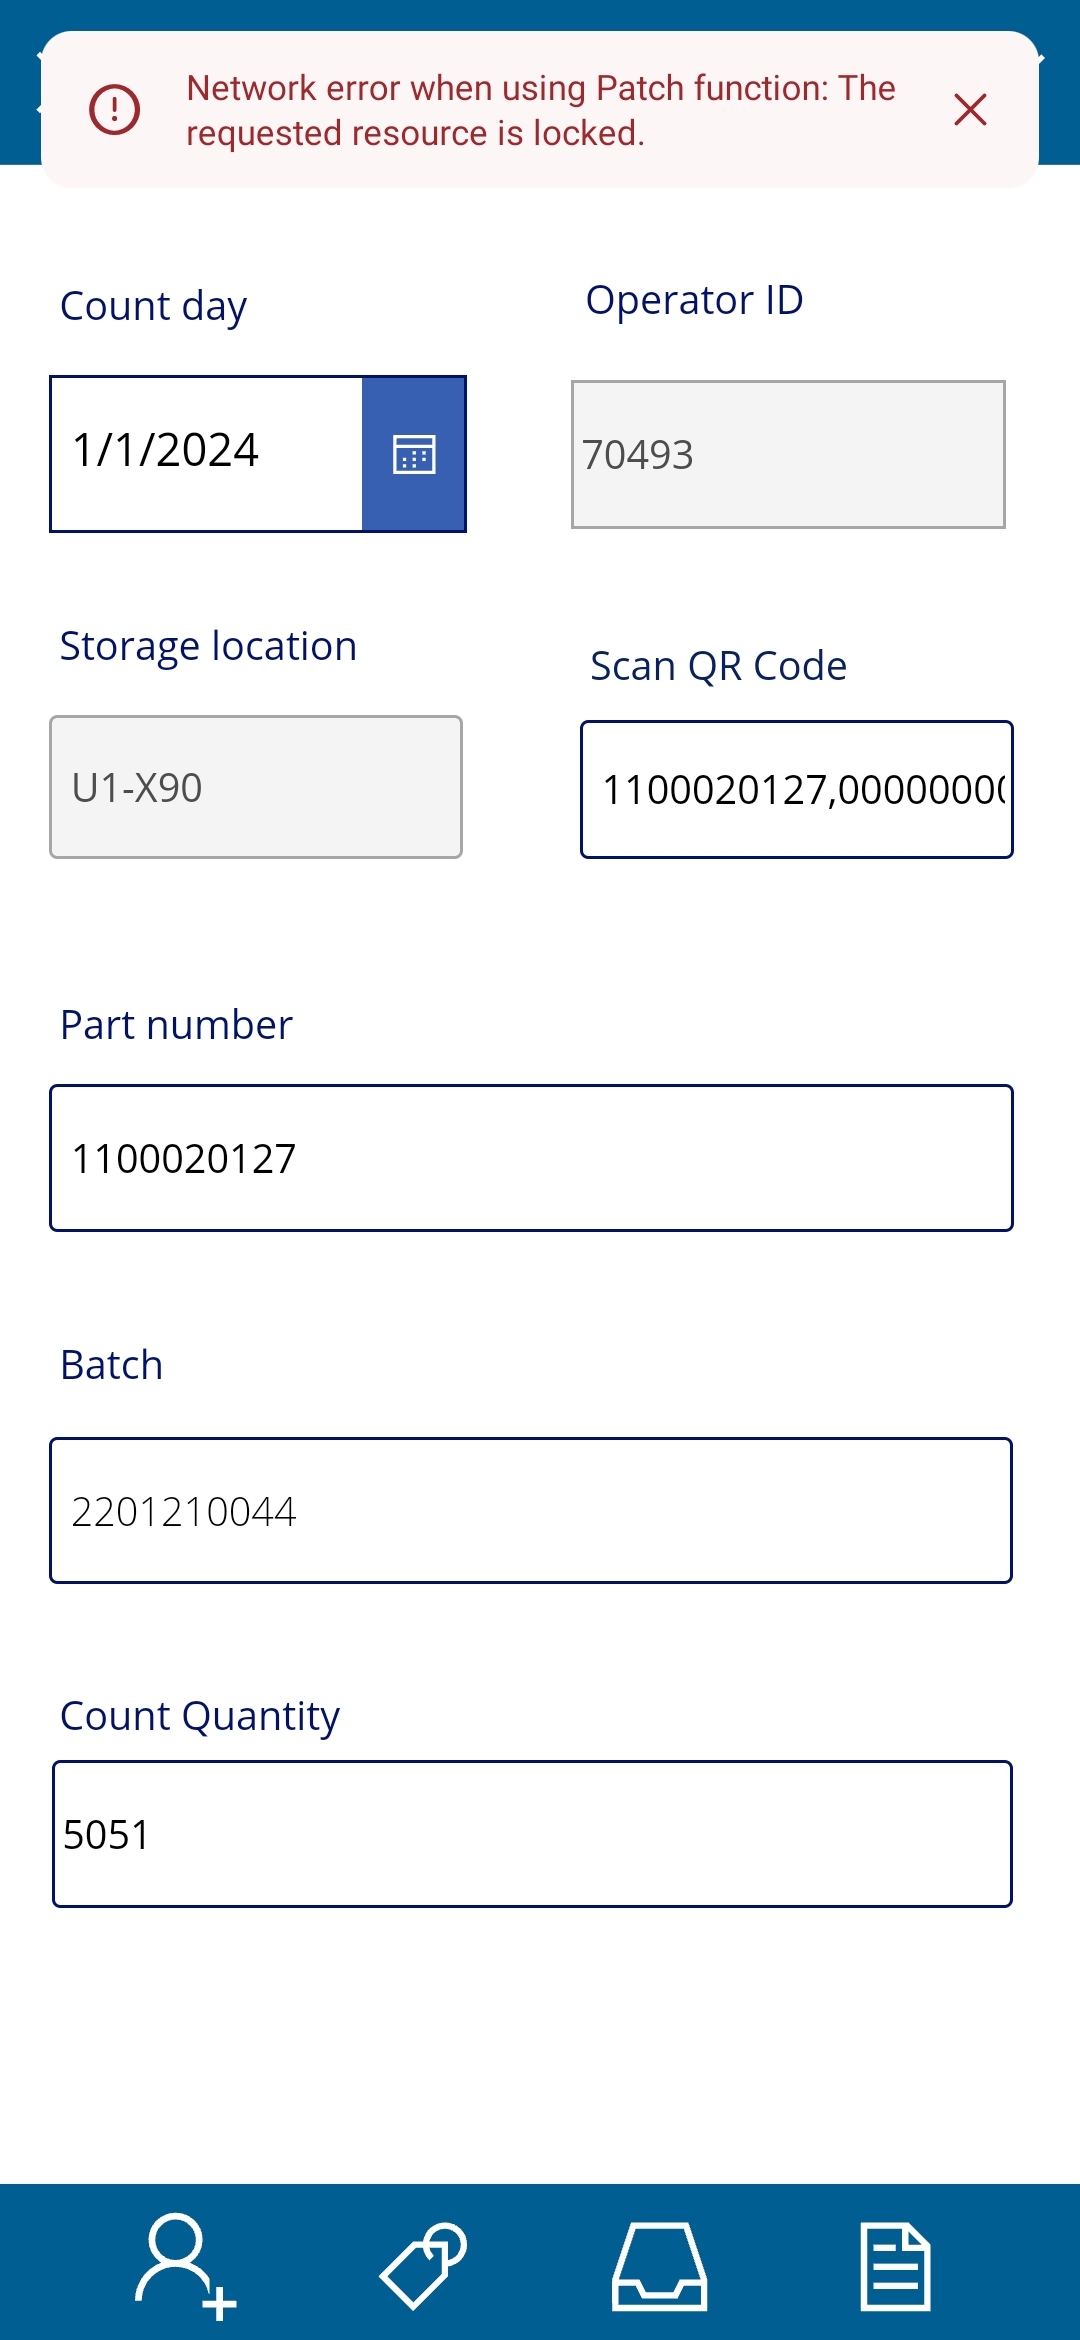 Network error when using Patch function: The
requested resource is locked.
Count day
Operator ID
1/1/2024
70493
Storage location
Scan QR Code
U1-X90
1100020127,0000000
Part number
1100020127
Batch
2201210044
Count Quantity
5051